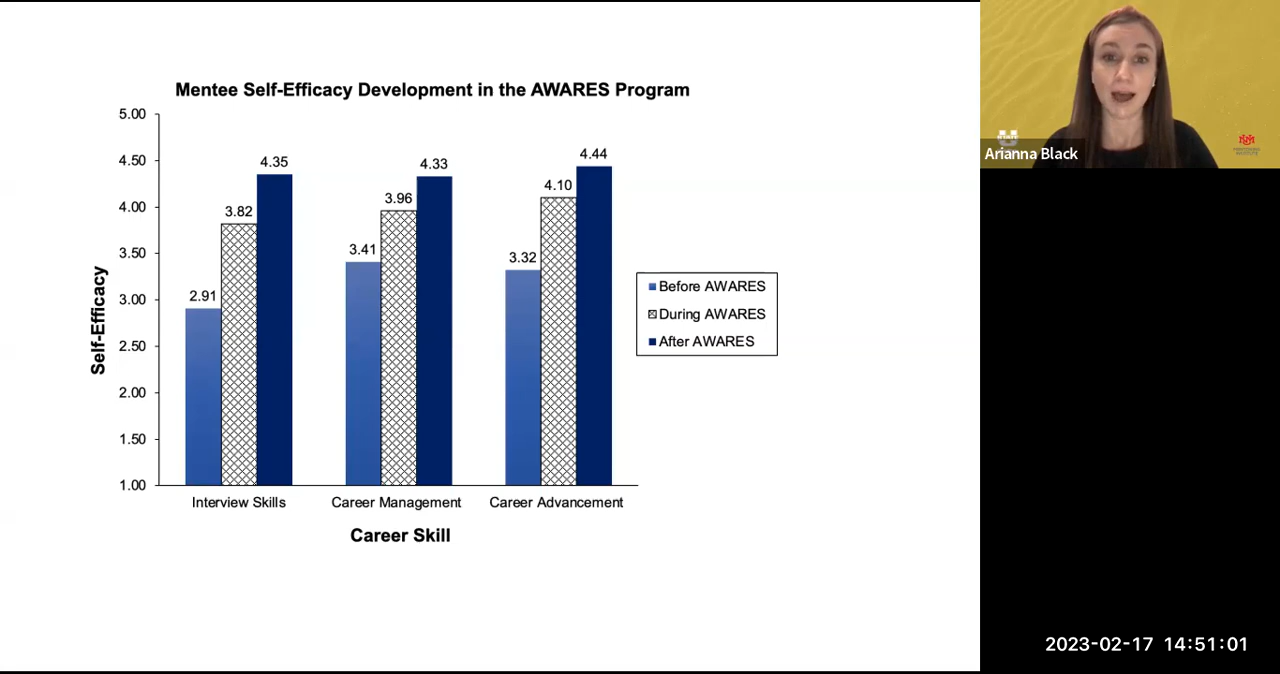 Mentee Self-Efficacy Development in the AWARES Program
5.00
4.50
4.00
3.50
3.00
2.50
2.00
1.50
1.00
Self-Efficacy
2.91
3.82
4.35
3.41
3.96
4.33
3.32
4.10
4.44
Interview Skills
Career Management
Career Advancement
Career Skill
Before AWARES
During AWARES
After AWARES
Arianna Black
2023-02-17 14:51:01